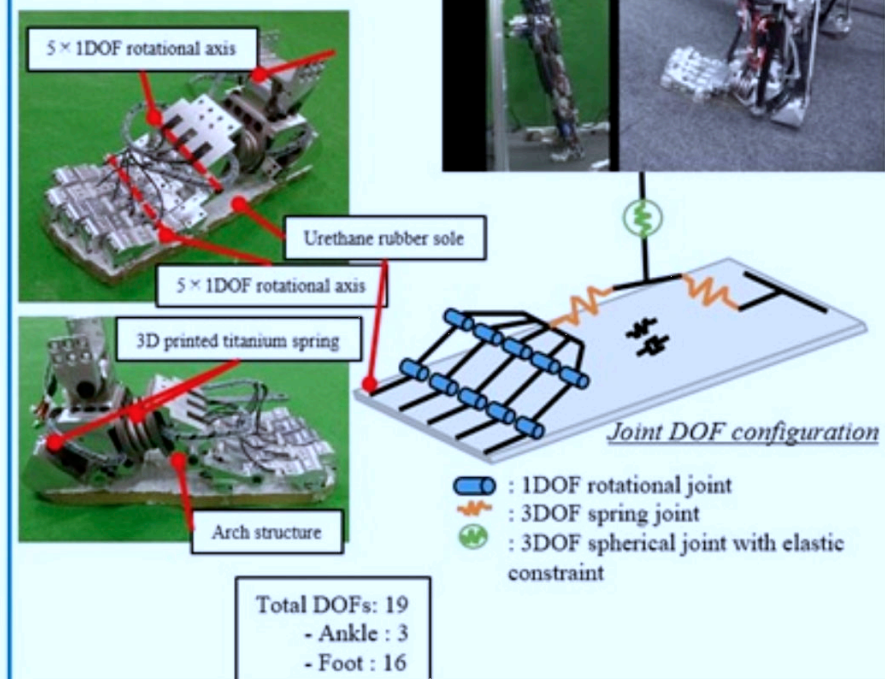 5 × 1DOF rotational axis
Urethane rubber sole
5 × 1DOF rotational axis
3D printed titanium spring
Arch structure
Joint DOF configuration
: 1DOF rotational joint
: 3DOF spring joint
: 3DOF spherical joint with elastic
constraint
Total DOFs: 19
- Ankle : 3
- Foot : 16